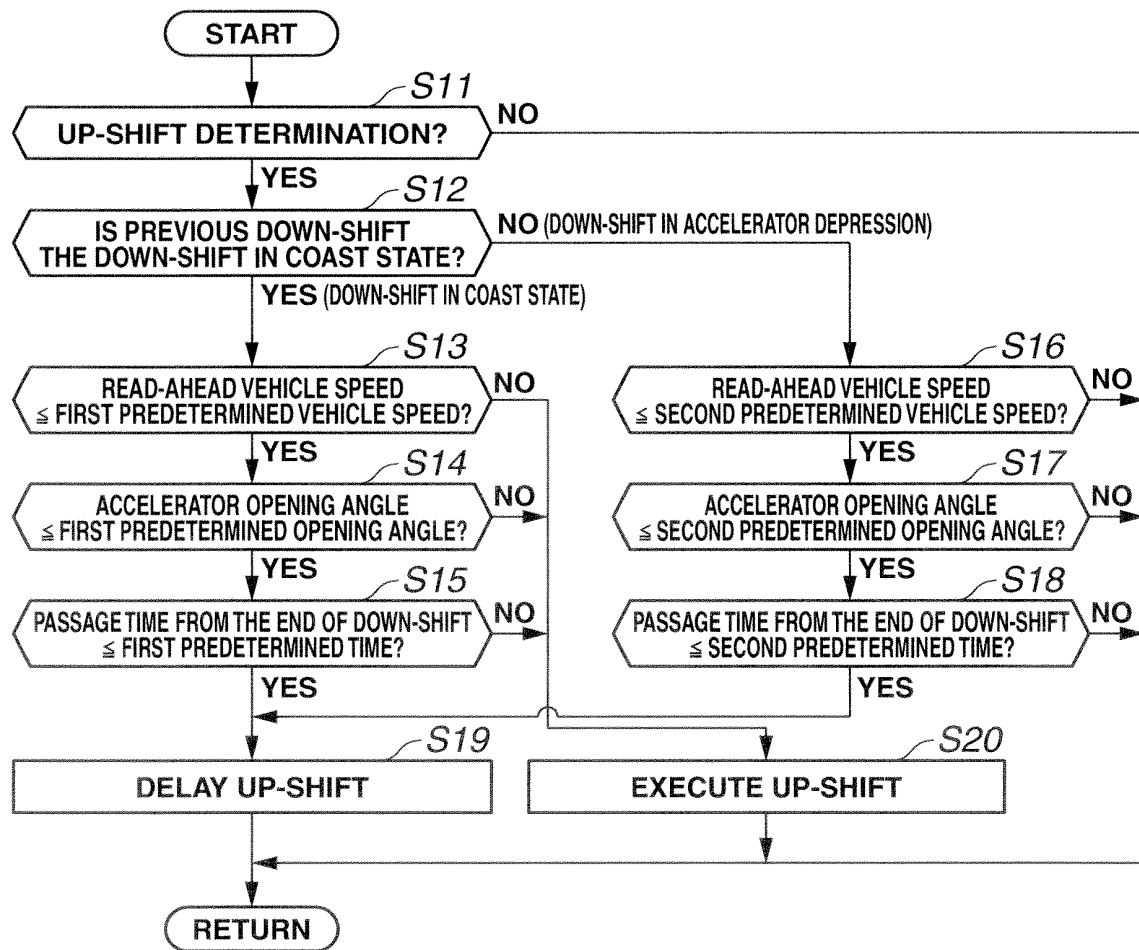 START
S11
UP-SHIFT DETERMINATION?
NO
YES
S12
IS PREVIOUS DOWN-SHIFT
THE DOWN-SHIFT IN COAST STATE?
NO (DOWN-SHIFT IN ACCELERATOR DEPRESSION)
YES (DOWN-SHIFT IN COAST STATE)
S13
READ-AHEAD VEHICLE SPEED
≦ FIRST PREDETERMINED VEHICLE SPEED?
NO
YES
S14
ACCELERATOR OPENING ANGLE
≦ FIRST PREDETERMINED OPENING ANGLE?
NO
YES
S15
PASSAGE TIME FROM THE END OF DOWN-SHIFT
≦ FIRST PREDETERMINED TIME?
NO
YES
S16
READ-AHEAD VEHICLE SPEED
≦ SECOND PREDETERMINED VEHICLE SPEED?
NO
YES
S17
ACCELERATOR OPENING ANGLE
≦ SECOND PREDETERMINED OPENING ANGLE?
NO
YES
S18
PASSAGE TIME FROM THE END OF DOWN-SHIFT
≦ SECOND PREDETERMINED TIME?
NO
YES
S19
DELAY UP-SHIFT
S20
EXECUTE UP-SHIFT
RETURN